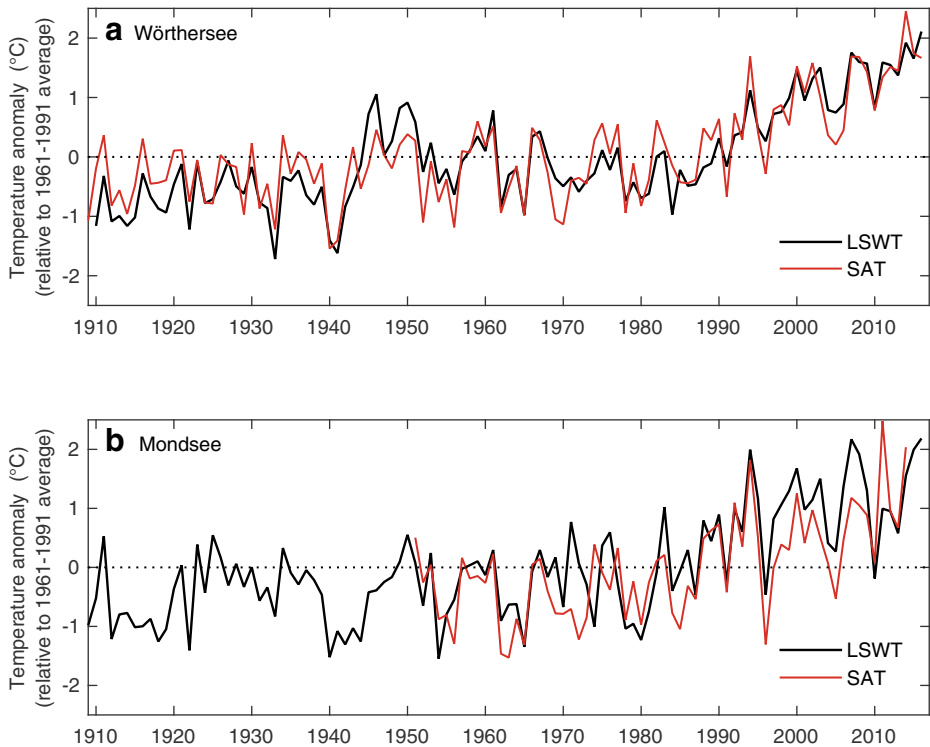 a Wörthersee
Temperature anomaly (°C)
(relative to 1961-1991 average)
2
1
0
-1
-2
LSWT
SAT
1910 1920 1930 1940 1950 1960 1970 1980 1990 2000 2010
b Mondsee
Temperature anomaly (°C)
(relative to 1961-1991 average)
2
1
0
-1
-2
LSWT
SAT
1910 1920 1930 1940 1950 1960 1970 1980 1990 2000 2010